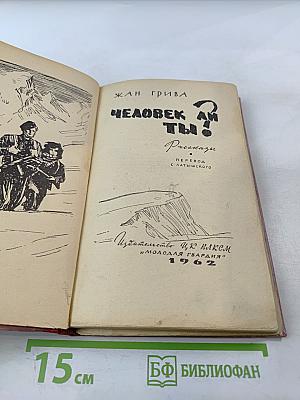 ЖАН ГРИВА
ЧЕЛОВЕК ЛИ
ТЫ?
Рассказы
ПЕРЕВОД
С ЛАТЫШСКОГО
Издательство ЦК ВЛКСМ
„МОЛОДАЯ ГВАРДИЯ“
1962
15 см
БФ БИБЛИОФАН